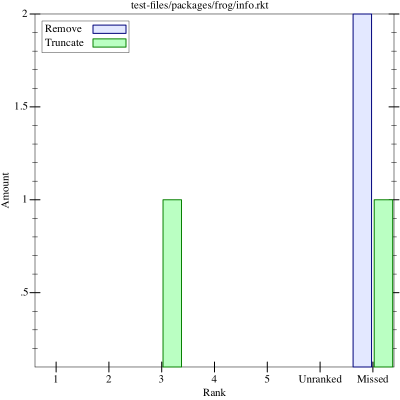 test-files/packages/frog/info.rkt
Remove
Truncate
2
1.5
1
.5
Amount
1 2 3 4 5 Unranked Missed
Rank